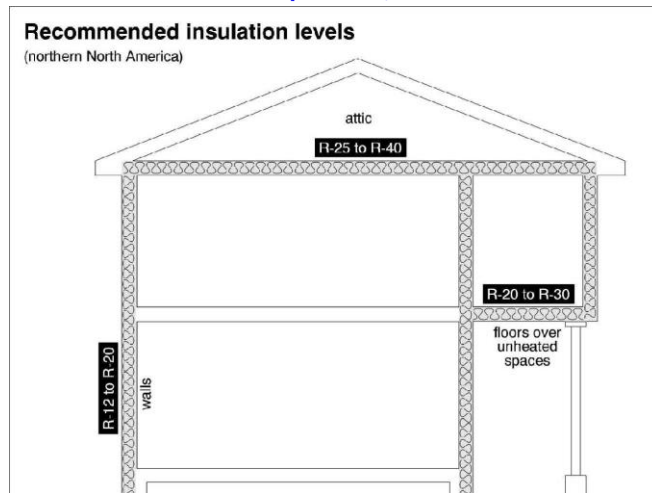 Recommended insulation levels
(northern North America)
attic
R-25 to R-40
R-20 to R-30
floors over
unheated
spaces
R-12 to R-20
walls